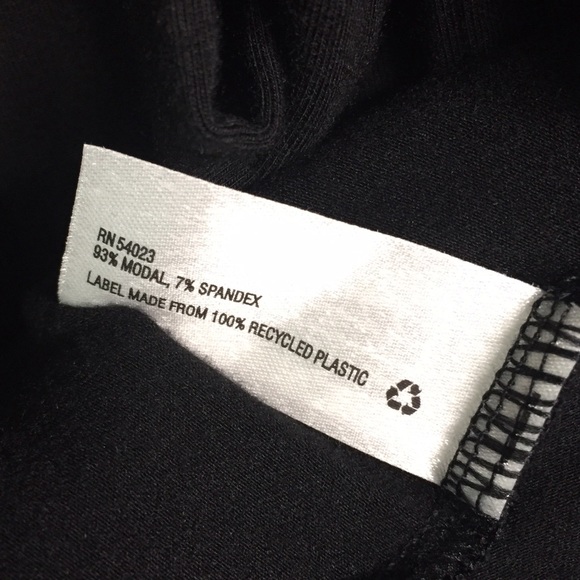 RN 54023
93% MODAL, 7% SPANDEX
LABEL MADE FROM 100% RECYCLED PLASTIC